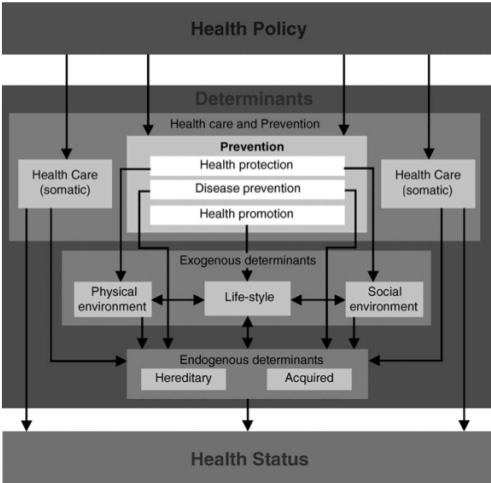 Health Policy
Determinants
Health care and Prevention
Prevention
Health protection
Disease prevention
Health promotion
Health Care
(somatic)
Health Care
(somatic)
Exogenous determinants
Physical
environment
Life-style
Social
environment
Endogenous determinants
Hereditary
Acquired
Health Status